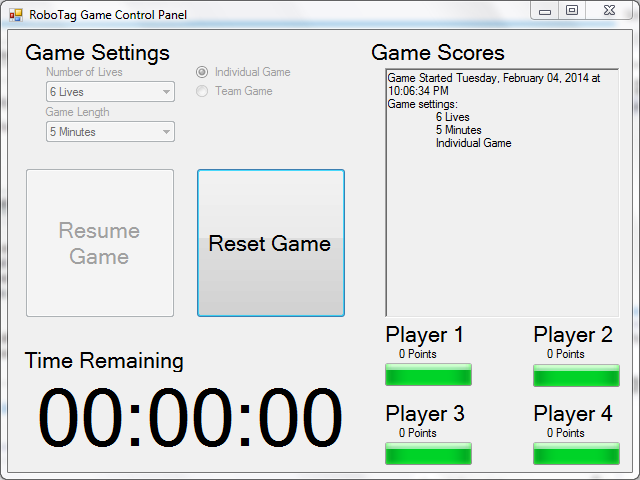 RoboTag Game Control Panel
Game Settings
Number of Lives
6 Lives
Game Length
5 Minutes
Individual Game
Team Game
Resume
Game
Reset Game
Time Remaining
00:00:00
Game Scores
Game Started Tuesday, February 04, 2014 at
10:06:34 PM
Game settings:
6 Lives
5 Minutes
Individual Game
Player 1
0 Points
Player 2
0 Points
Player 3
0 Points
Player 4
0 Points